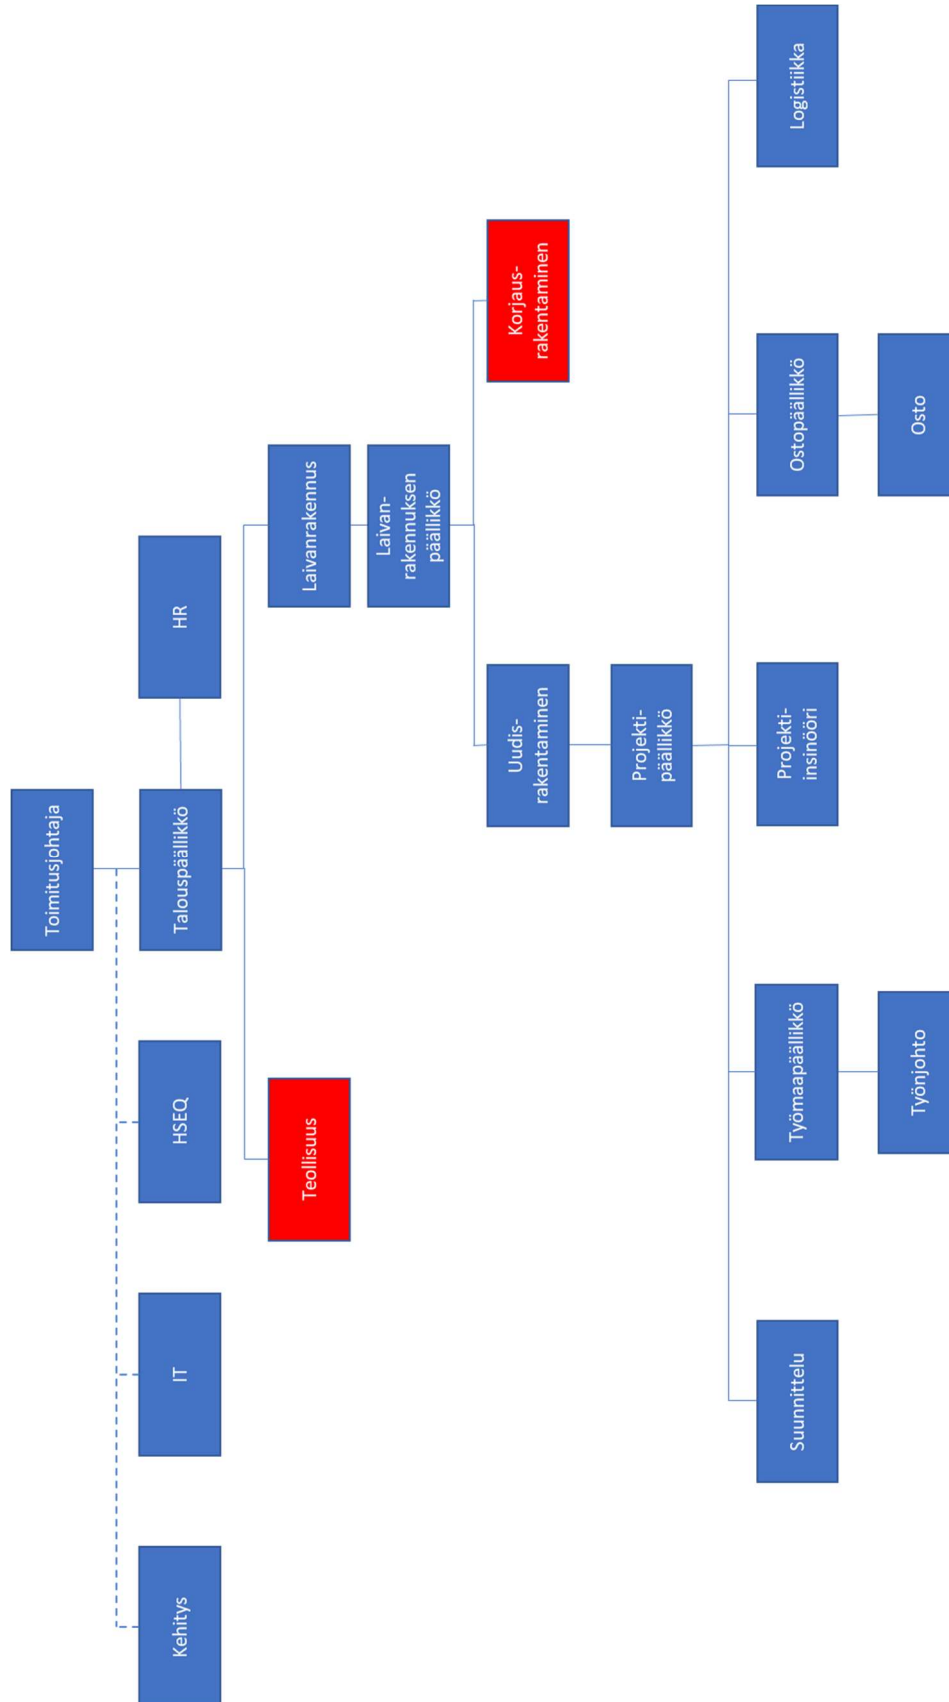 Toimitusjohtaja
Kehitys
IT
HSEQ
Talouspäällikkö
HR
Teollisuus
Laivanrakennus
Laivan-
rakennuksen
päällikkö
Uudis-
rakentaminen
Korjaus-
rakentaminen
Projekti-
päällikkö
Suunnittelu
Työmaapäällikkö
Projekti-
insinööri
Ostopäällikkö
Logistiikka
Työnjohto
Osto